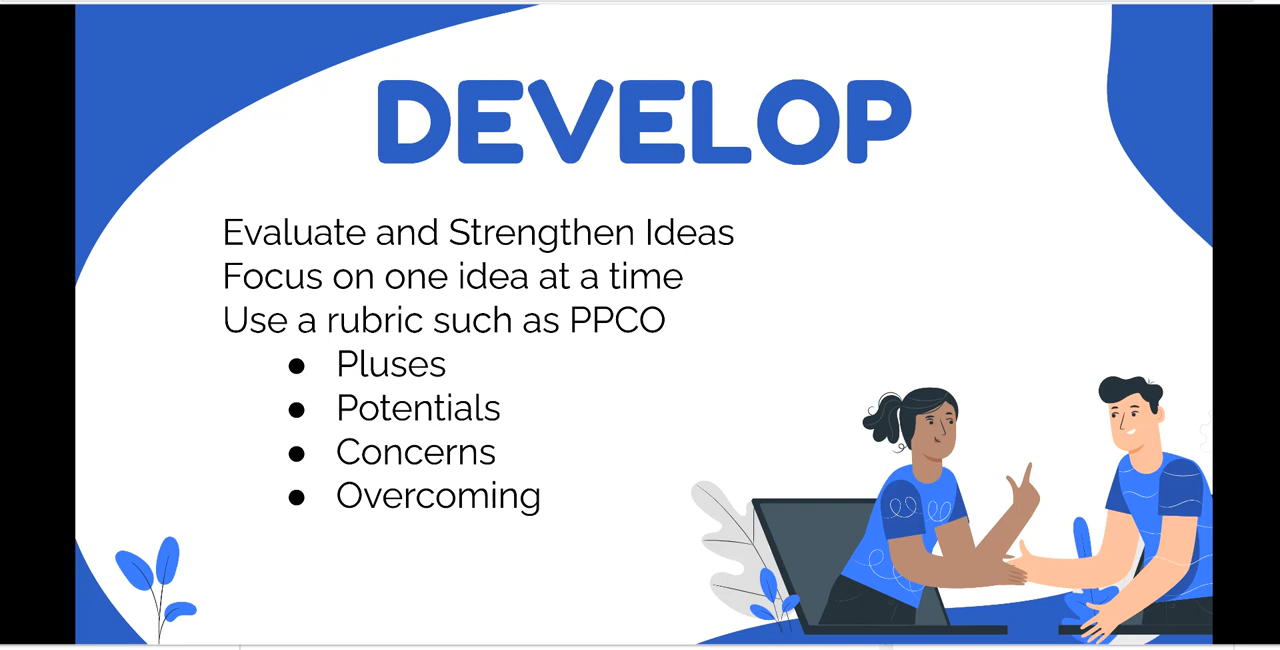 DEVELOP
Evaluate and Strengthen Ideas
Focus on one idea at a time
Use a rubric such as PPCO
● Pluses
● Potentials
● Concerns
● Overcoming